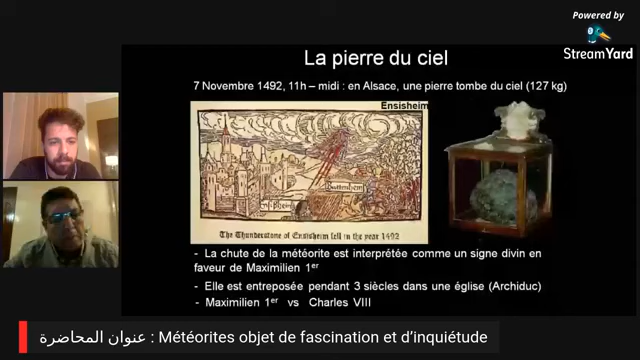 Powered by
StreamYard
La pierre du ciel
7 Novembre 1492, 11h – midi : en Alsace, une pierre tombe du ciel (127 kg)
Ensisheim
Battenheim
Ensisheim
The Thunderstone of Ensisheim fell in the year 1492
- La chute de la météorite est interprétée comme un signe divin en
faveur de Maximilien 1er
- Elle est entreposée pendant 3 siècles dans une église (Archiduc)
- Maximilien 1er vs Charles VIII
عنوان المحاضرة : Météorites objet de fascination et d’inquiétude